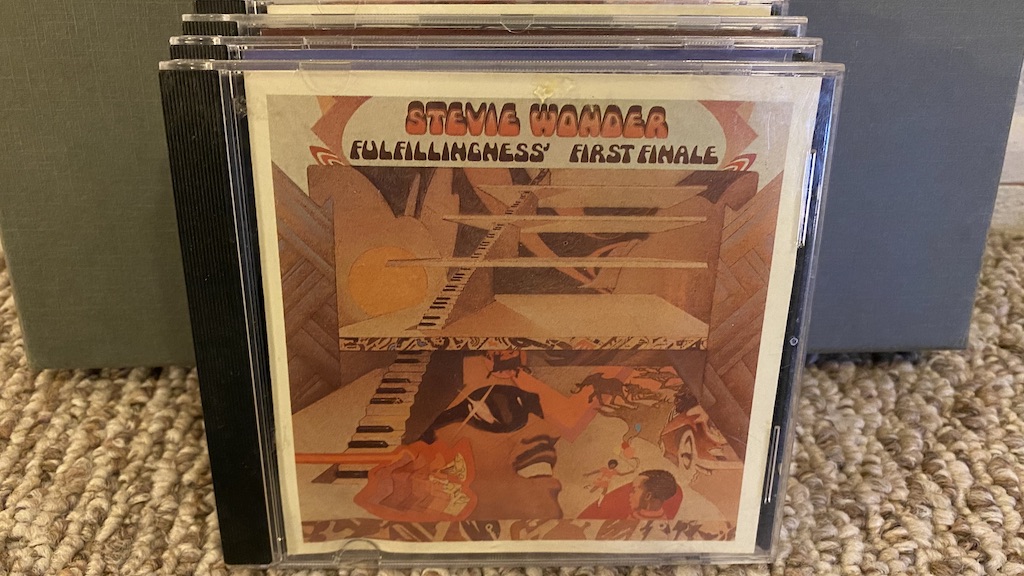 STEVIE WONDER
FULFILLINGNESS' FIRST FINALE